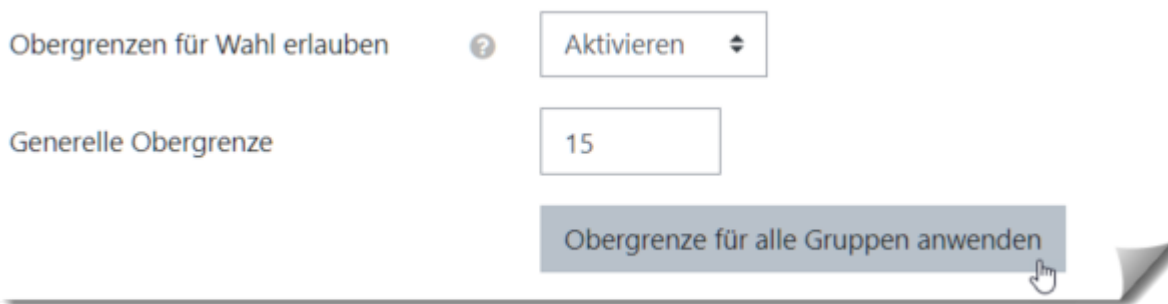 Obergrenzen für Wahl erlauben ? Aktivieren
Generelle Obergrenze 15
Obergrenze für alle Gruppen anwenden